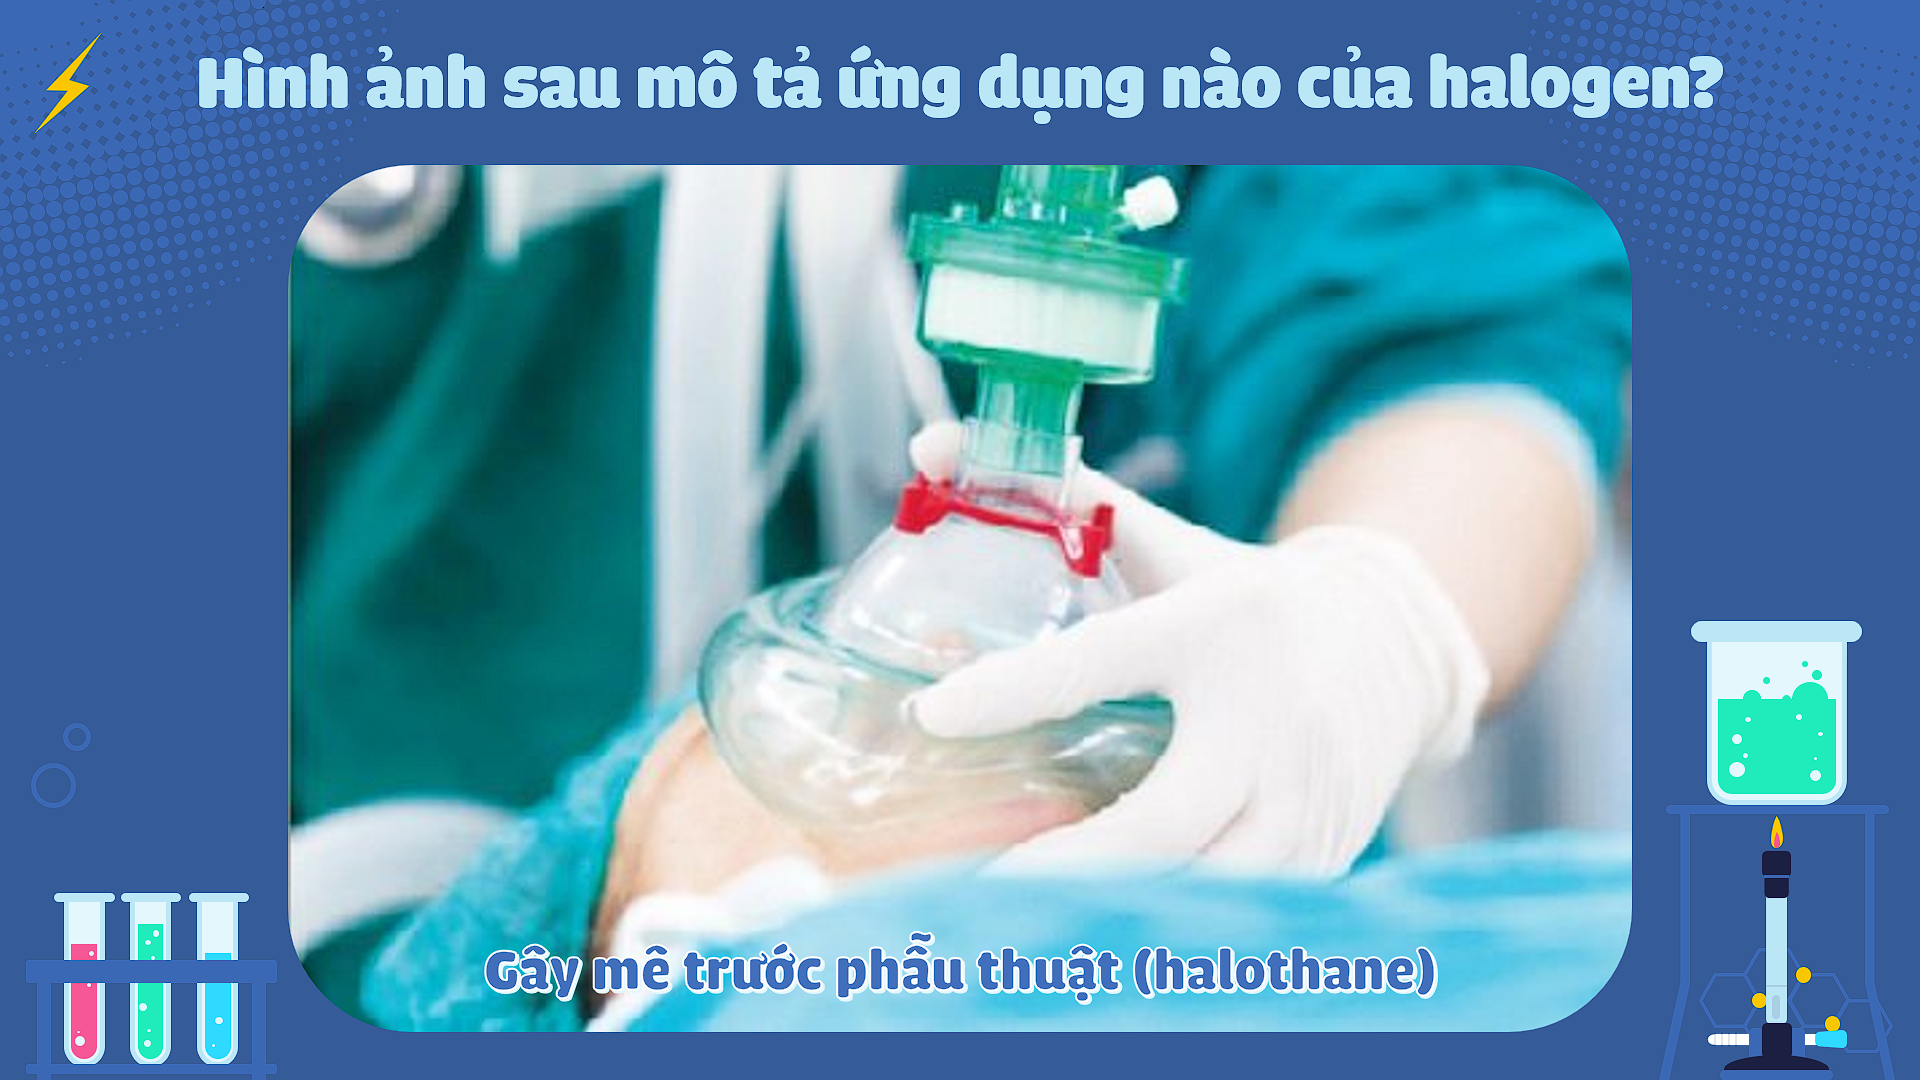 Hình ảnh sau mô tả ứng dụng nào của halogen?
Gây mê trước phẫu thuật (halothane)